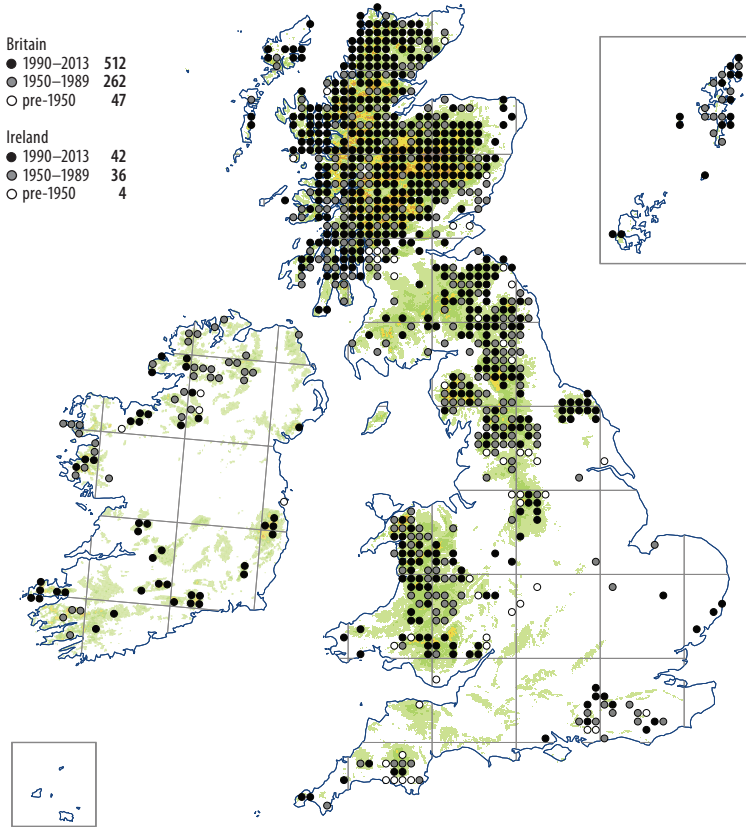 Britain
1990–2013 512
1950–1989 262
pre-1950 47
Ireland
1990–2013 42
1950–1989 36
pre-1950 4